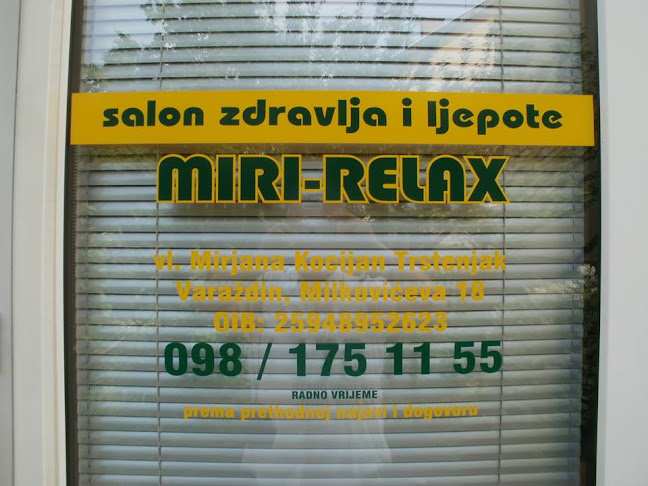 salon zdravlja i ljepote
MIRI-RELAX
vl. Mirjana Kocijan Trstenjak
Varaždin, Milkovićeva 18
OIB: 25948952623
098 / 175 11 55
RADNO VRIJEME
prema prethodnoj najavi i dogovoru